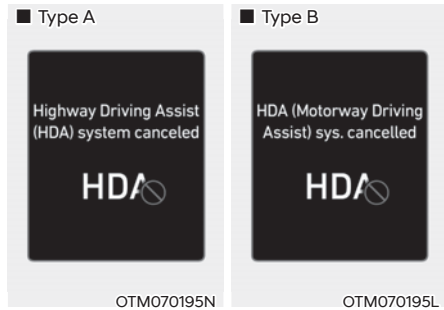 ■ Type A
Highway Driving Assist
(HDA) system canceled
HDA
OTM070195N
■ Type B
HDA (Motorway Driving
Assist) sys. cancelled
HDA
OTM070195L